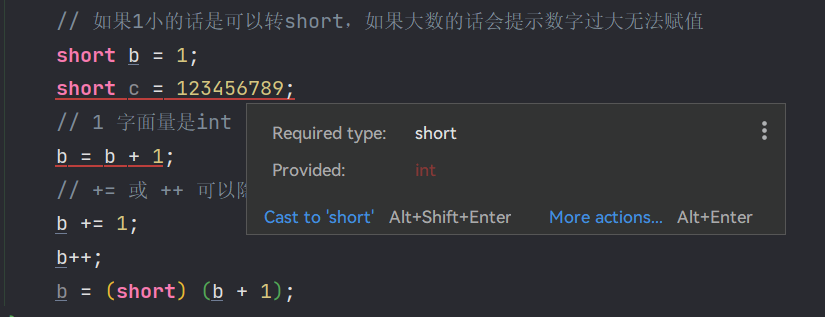 // 如果1小的话是可以转short，如果大数的话会提示数字过大无法赋值
short b = 1;
short c = 123456789;
// 1 字面量是int
Required type: short
Provided: int
Cast to 'short' Alt+Shift+Enter More actions... Alt+Enter
b = b + 1;
// += 或 ++ 可以
b += 1;
b++;
b = (short) (b + 1);